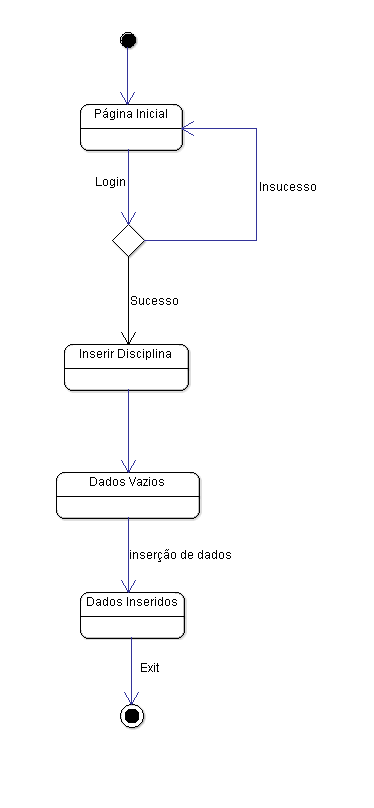 Página Inicial
Login
Insucesso
Sucesso
Inserir Disciplina
Dados Vazios
inserção de dados
Dados Inseridos
Exit